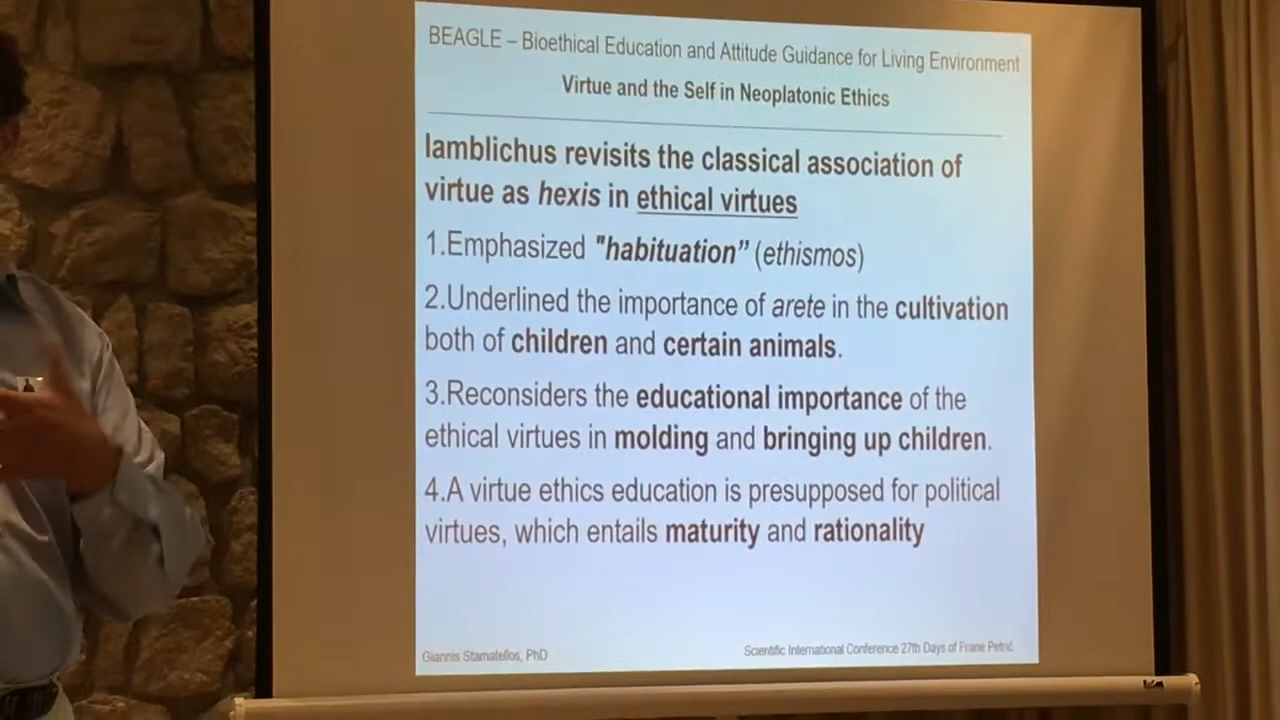 BEAGLE – Bioethical Education and Attitude Guidance for Living Environment
Virtue and the Self in Neoplatonic Ethics
Iamblichus revisits the classical association of
virtue as hexis in ethical virtues
1.Emphasized "habituation” (ethismos)
2.Underlined the importance of arete in the cultivation
both of children and certain animals.
3.Reconsiders the educational importance of the
ethical virtues in molding and bringing up children.
4.A virtue ethics education is presupposed for political
virtues, which entails maturity and rationality
Giannis Stamatellos, PhD
Scientific International Conference 27th Days of Frane Petrić